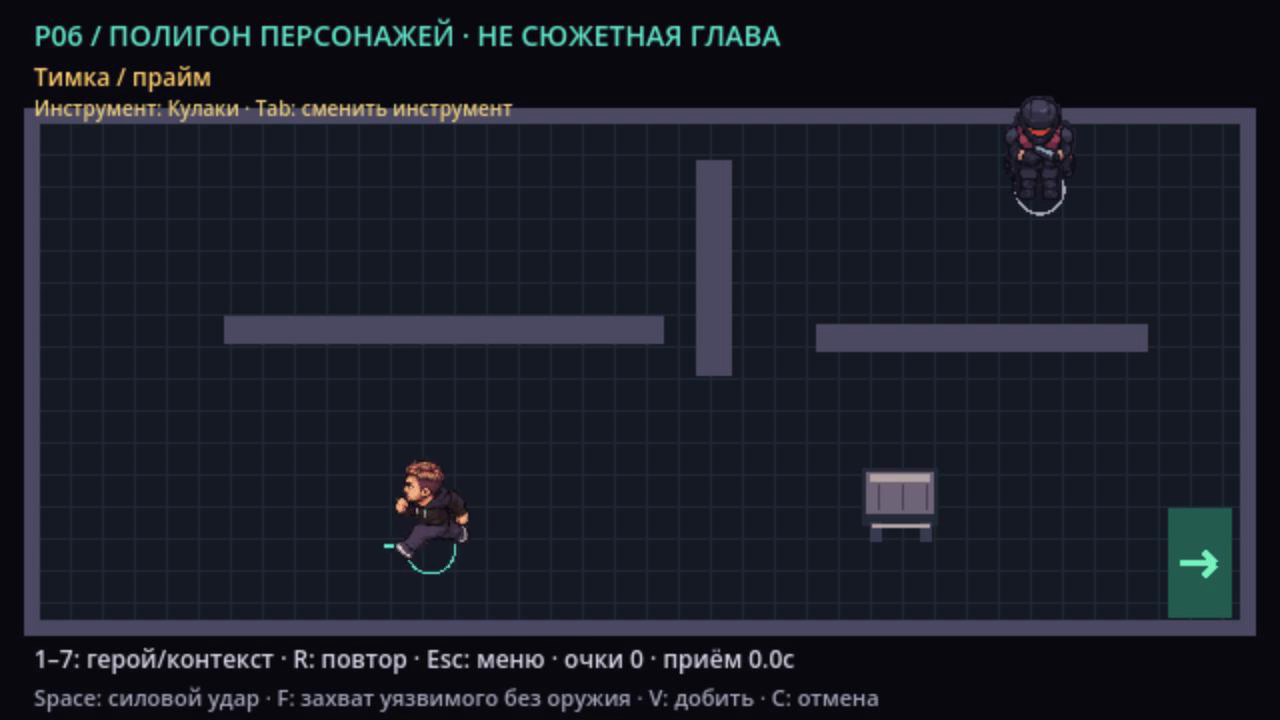 P06 / ПОЛИГОН ПЕРСОНАЖЕЙ · НЕ СЮЖЕТНАЯ ГЛАВА
Тимка / прайм
Инструмент: Кулаки · Tab: сменить инструмент
1–7: герой/контекст · R: повтор · Esc: меню · очки 0 · приём 0.0с
Space: силовой удар · F: захват уязвимого без оружия · V: добить · C: отмена